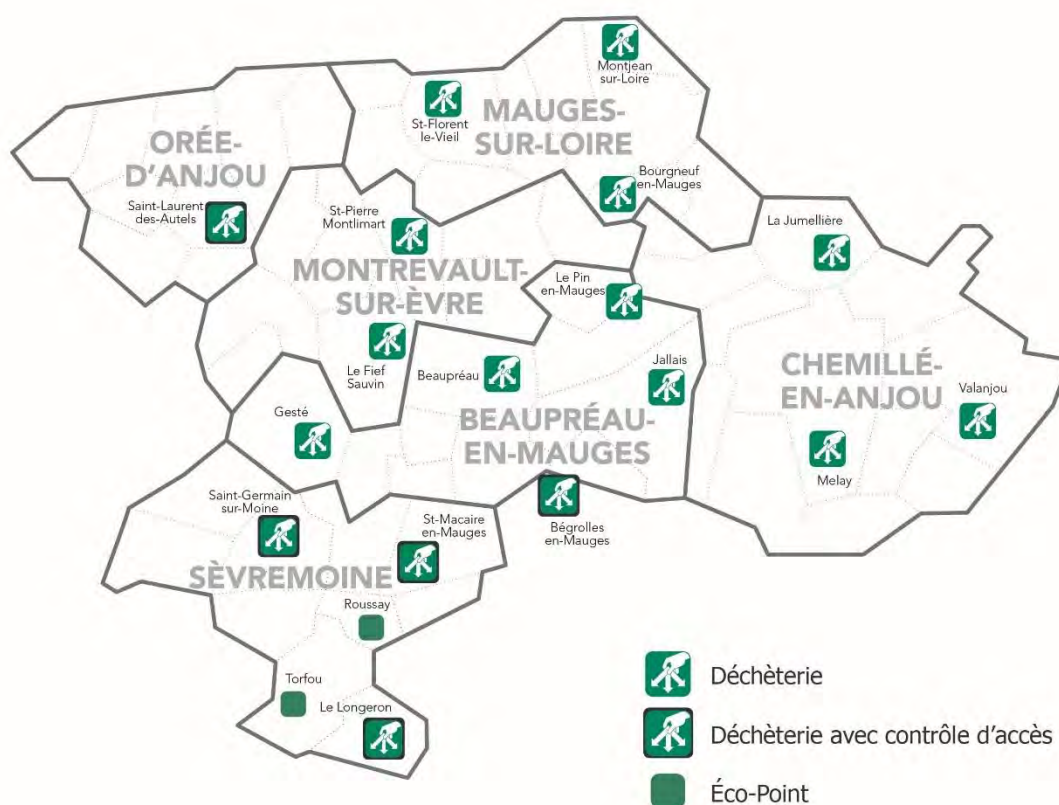 Montjean
sur-Loire
St-Florent
le-Vieil
MAUGES-
SUR-LOIRE
ORÉE-
D'ANJOU
Bourgneuf
en-Mauges
Saint-Laurent
des-Autels
St-Pierre
Montlimart
La Jumellière
MONTREVAULT-
SUR-ÈVRE
Le Pin
en-Mauges
Le Fief
Sauvin
Beaupréau
Jallais
CHEMILLÉ-
EN-ANJOU
Valanjou
Gesté
BEAUPRÉAU-
EN-MAUGES
Melay
Saint-Germain
sur-Moine
St-Macaire
en-Mauges
Bégrolles
en-Mauges
SÈVREMOINE
Roussay
Torfou
Le Longeron
Déchèterie
Déchèterie avec contrôle d'accès
Éco-Point